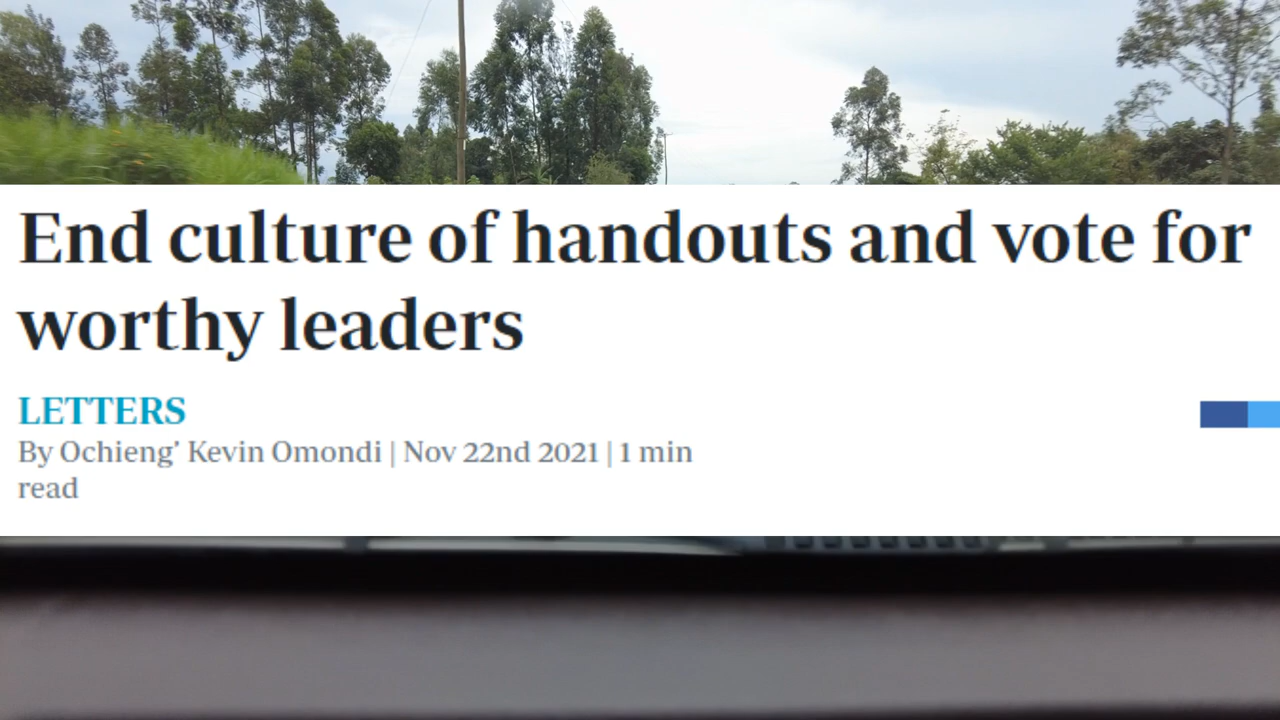 End culture of handouts and vote for
worthy leaders
LETTERS
By Ochieng’ Kevin Omondi | Nov 22nd 2021 | 1 min
read